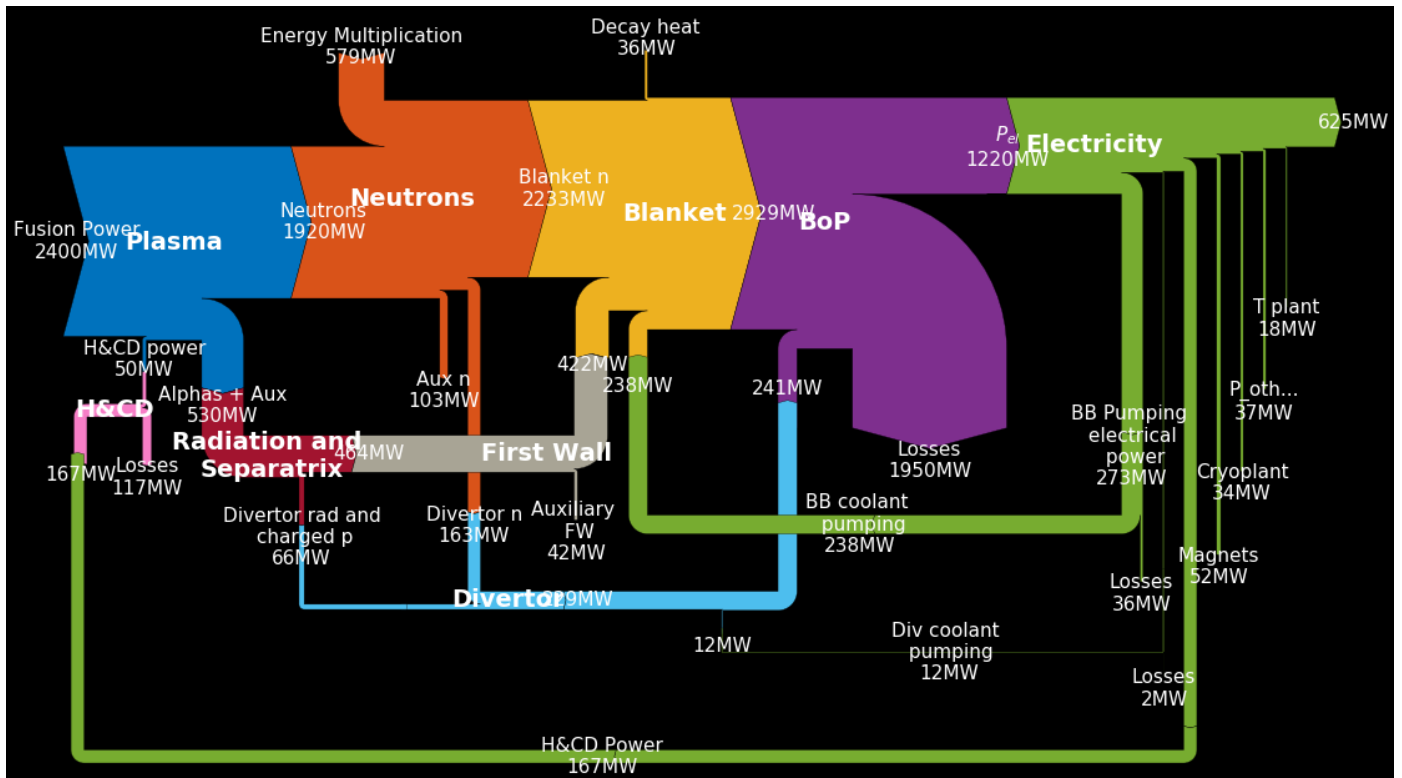 Energy Multiplication
579MW
Decay heat
36MW
625MW
Pel
1220MW
Electricity
Blanket n
2233MW
Neutrons
Neutrons
1920MW
Blanket
2929MW
BoP
Fusion Power
2400MW
Plasma
T plant
18MW
H&CD power
50MW
422MW
238MW
241MW
Aux n
103MW
Alphas + Aux
530MW
H&CD
P_oth...
37MW
BB Pumping
electrical
power
273MW
Radiation and
Separatrix
464MW
First Wall
Losses
1950MW
167MW
Losses
117MW
Cryoplant
34MW
Divertor rad and
charged p
66MW
Divertor n
163MW
Auxiliary
FW
42MW
BB coolant
pumping
238MW
Magnets
52MW
Losses
36MW
Divertor
229MW
12MW
Div coolant
pumping
12MW
Losses
2MW
H&CD Power
167MW